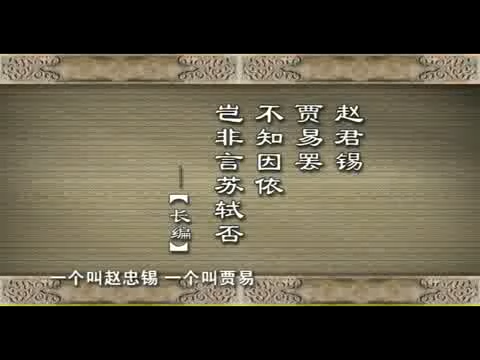 赵君锡
贾易罢
不知因依
岂非言苏轼否
—【长编】
一个叫赵忠锡 一个叫贾易